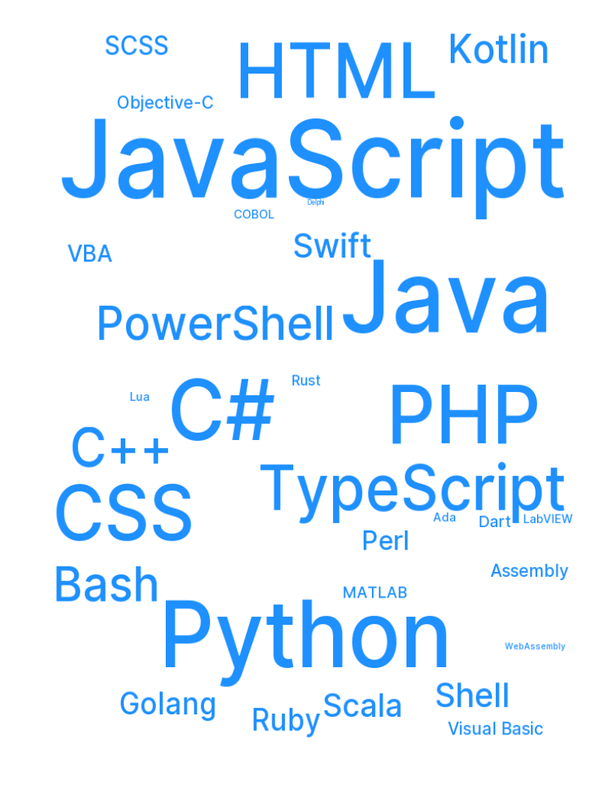 SCSS
HTML
Kotlin
Objective-C
JavaScript
Delphi
COBOL
VBA
Swift
Java
PowerShell
Rust
Lua
C#
PHP
C++
TypeScript
CSS
Ada
Dart
LabVIEW
Perl
Assembly
Bash
MATLAB
Python
WebAssembly
Golang
Ruby
Scala
Shell
Visual Basic